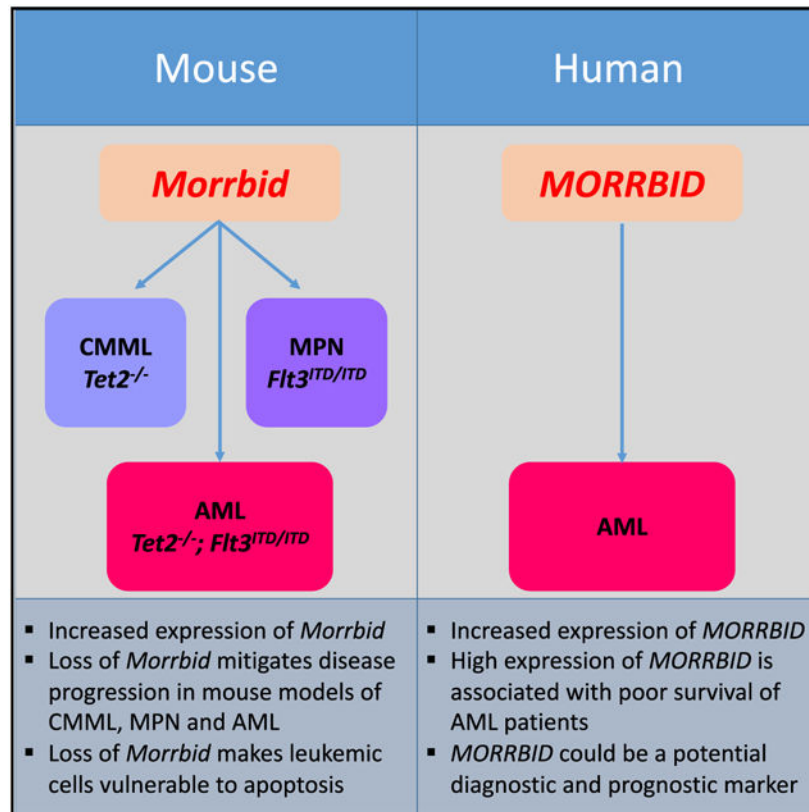 Mouse
Human
Morrbid
MORRBID
CMML
Tet2-/-
MPN
Flt3ITD/ITD
AML
Tet2-/-; Flt3ITD/ITD
AML
▪ Increased expression of Morrbid
▪ Loss of Morrbid mitigates disease
progression in mouse models of
CMML, MPN and AML
▪ Loss of Morrbid makes leukemic
cells vulnerable to apoptosis
▪ Increased expression of MORRBID
▪ High expression of MORRBID is
associated with poor survival of
AML patients
▪ MORRBID could be a potential
diagnostic and prognostic marker